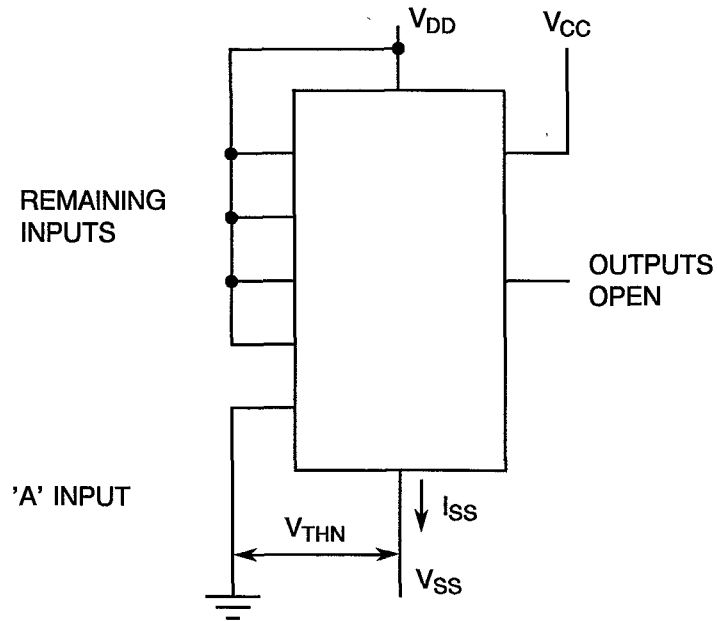 VDD
VCC
REMAINING
INPUTS
OUTPUTS
OPEN
'A' INPUT
ISS
VTHN
VSS